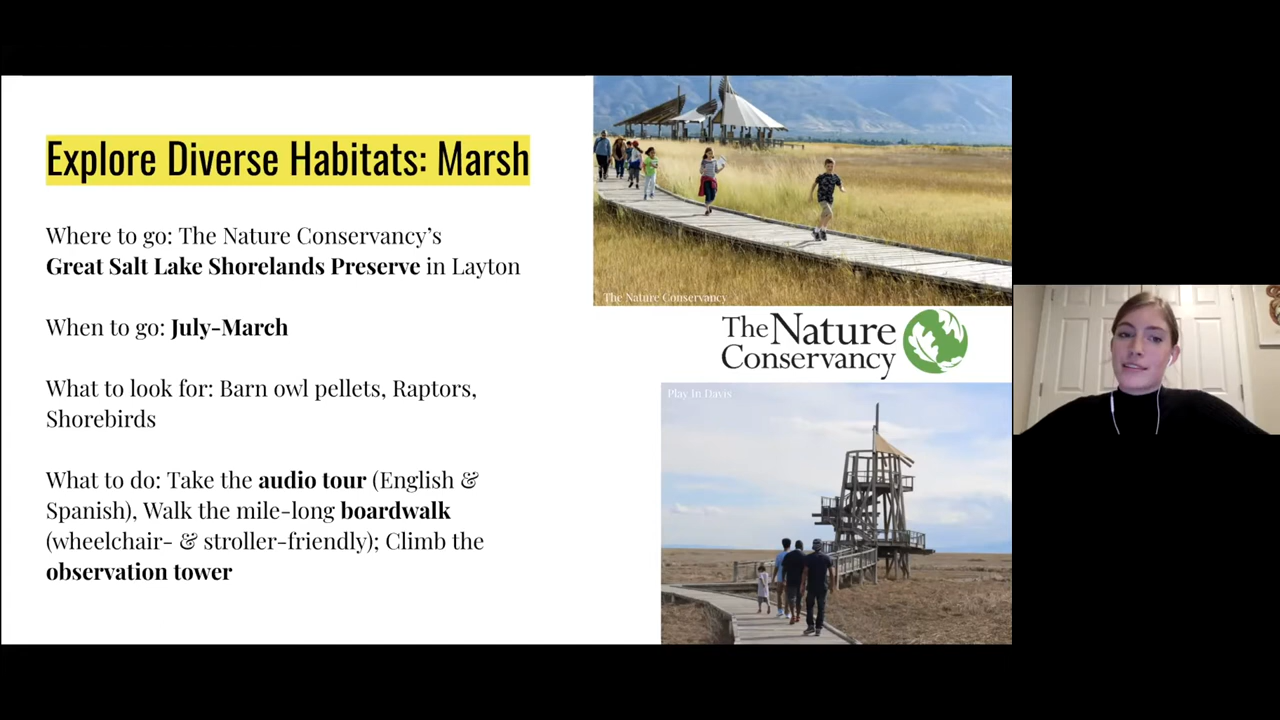 Explore Diverse Habitats: Marsh
Where to go: The Nature Conservancy’s
Great Salt Lake Shorelands Preserve in Layton
When to go: July-March
What to look for: Barn owl pellets, Raptors,
Shorebirds
What to do: Take the audio tour (English &
Spanish), Walk the mile-long boardwalk
(wheelchair- & stroller-friendly); Climb the
observation tower
The Nature Conservancy
The Nature
Conservancy
Play In Davis